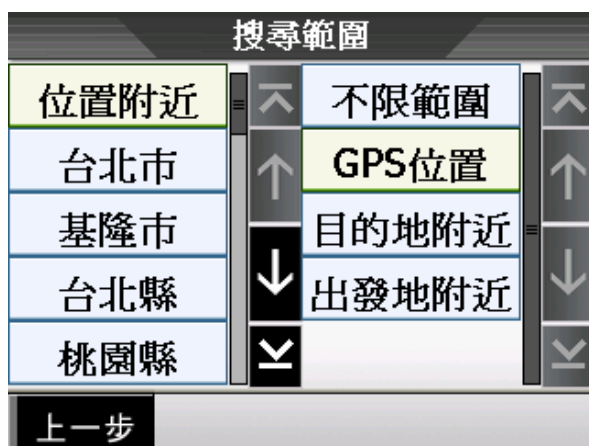 搜尋範圍
位置附近
台北市
基隆市
台北縣
桃園縣
不限範圍
GPS位置
目的地附近
出發地附近
上一步